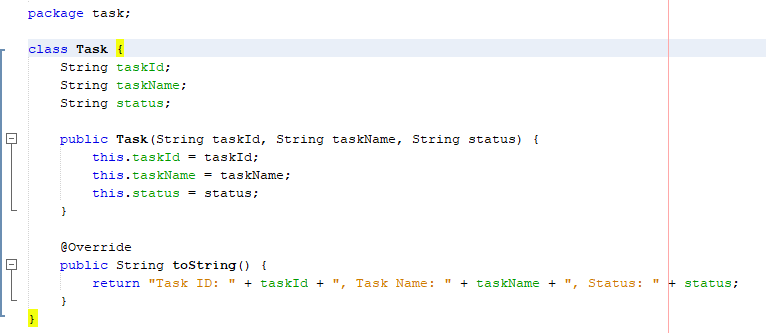 package task;
class Task {
String taskId;
String taskName;
String status;
public Task(String taskId, String taskName, String status) {
this.taskId = taskId;
this.taskName = taskName;
this.status = status;
}
@Override
public String toString() {
return "Task ID: " + taskId + ", Task Name: " + taskName + ", Status: " + status;
}
}